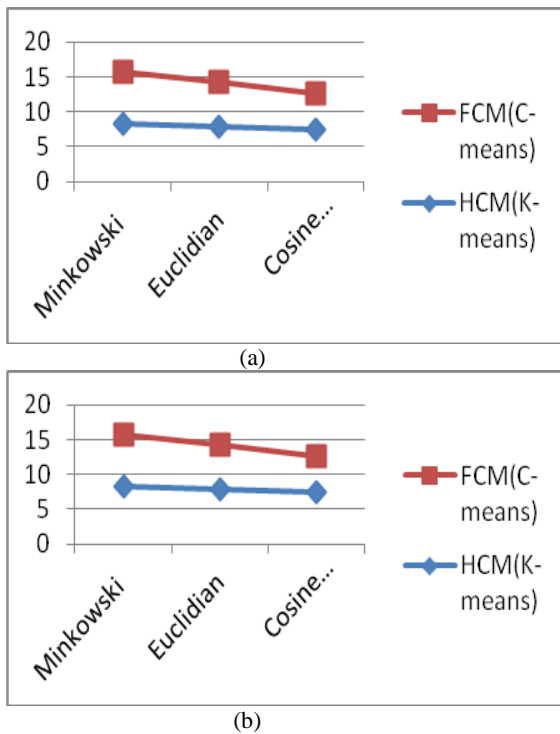 20
15
10
5
0
Minkowski
Euclidian
Cosine...
FCM(C-
means)
HCM(K-
means)
(a)
20
15
10
5
0
Minkowski
Euclidian
Cosine...
FCM(C-
means)
HCM(K-
means)
(b)